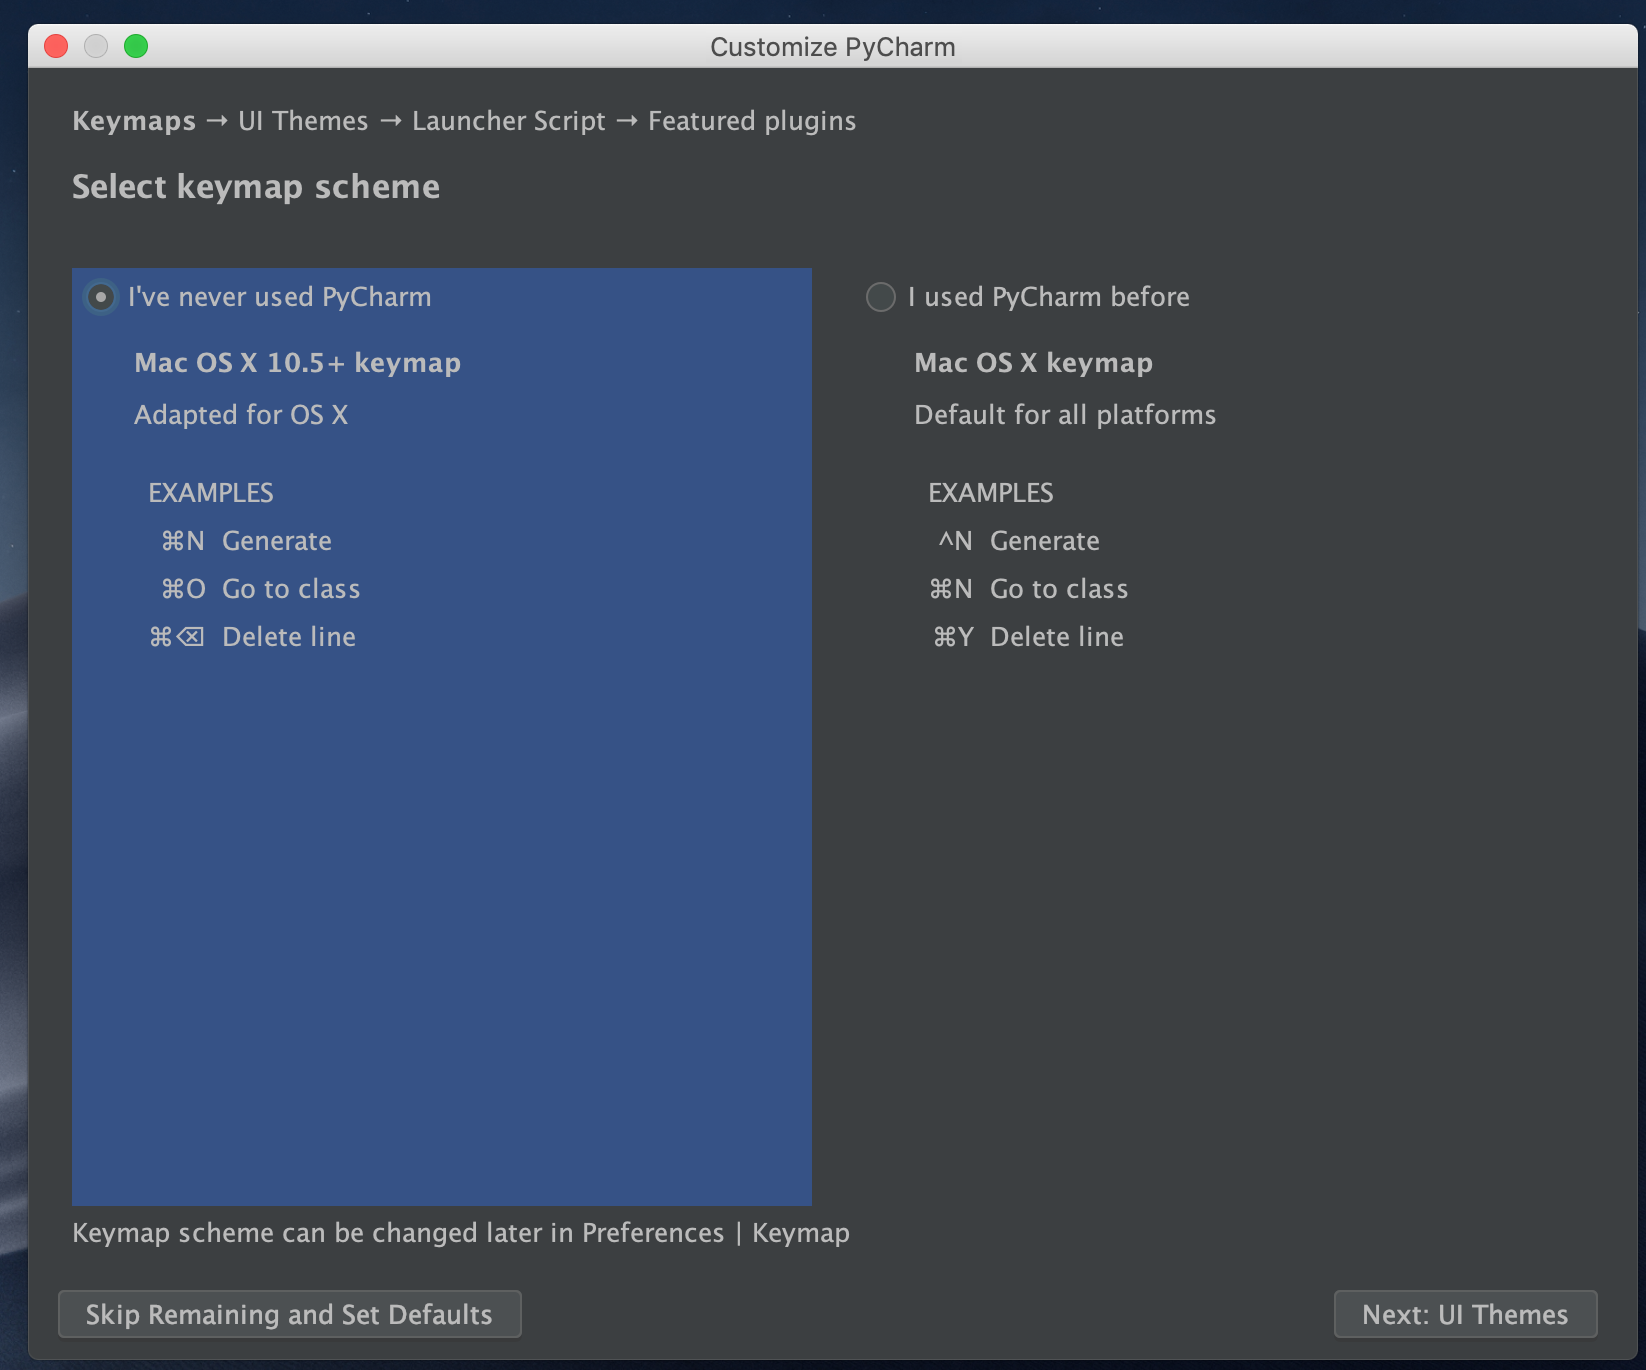 Customize PyCharm
Keymaps → UI Themes → Launcher Script → Featured plugins
Select keymap scheme
I've never used PyCharm
Mac OS X 10.5+ keymap
Adapted for OS X
EXAMPLES
⌘N Generate
⌘O Go to class
⌘⌫ Delete line
I used PyCharm before
Mac OS X keymap
Default for all platforms
EXAMPLES
^N Generate
⌘N Go to class
⌘Y Delete line
Keymap scheme can be changed later in Preferences | Keymap
Skip Remaining and Set Defaults
Next: UI Themes